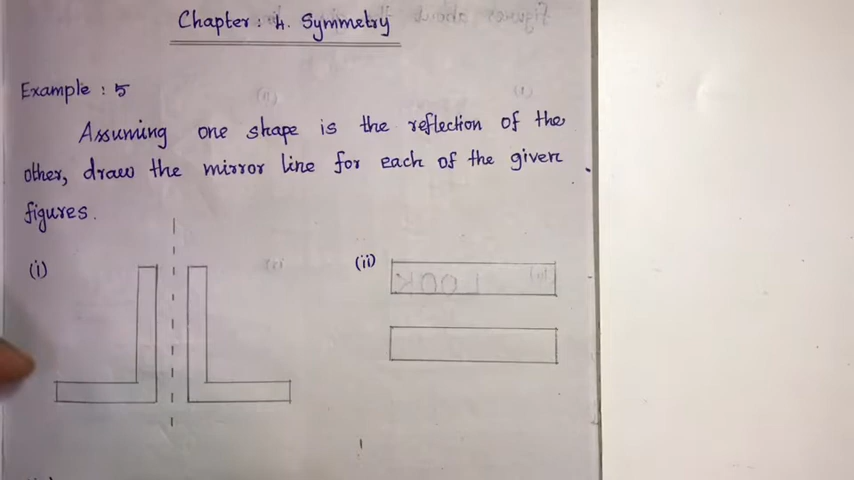 Chapter : 4. Symmetry
Example : 5
Assuming one shape is the reflection of the
other, draw the mirror line for each of the given
figures.
(i)
(ii)